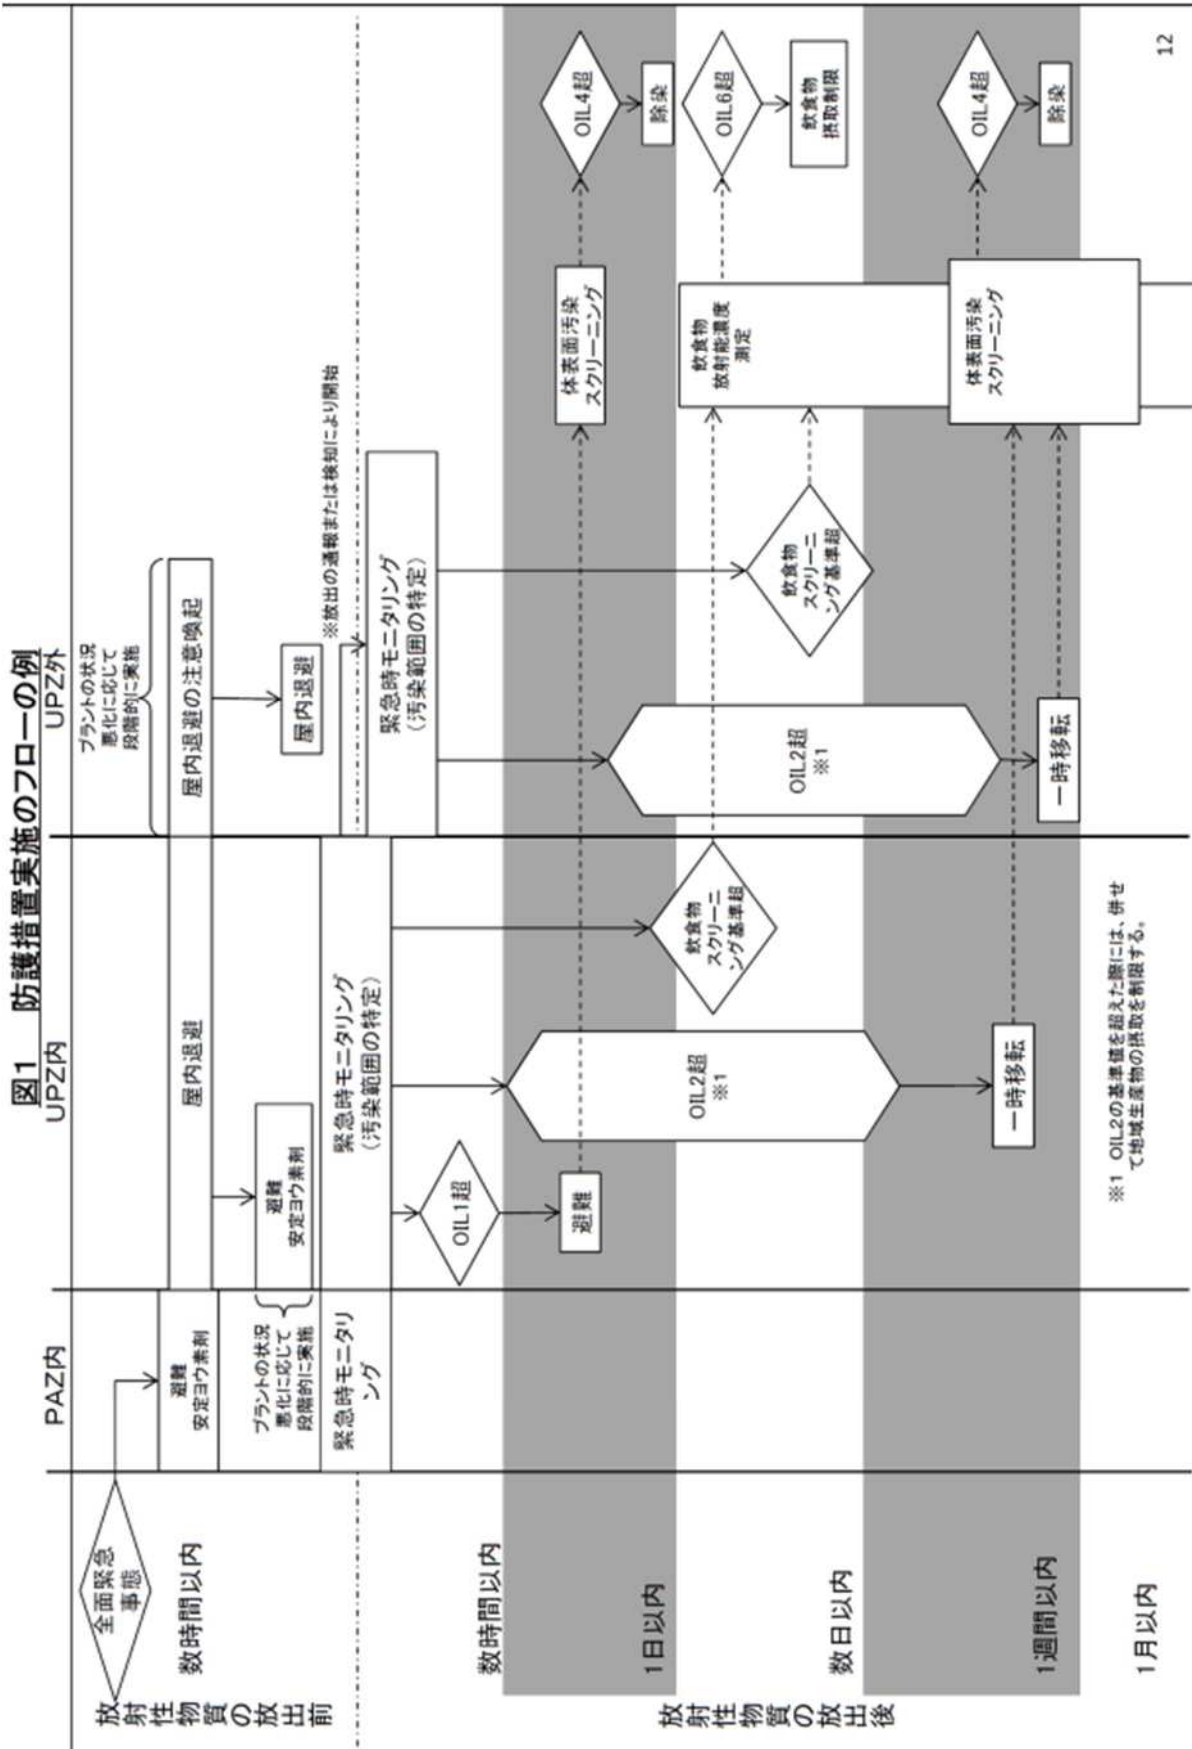 図1　防護措置実施のフローの例
PAZ内
UPZ内
UPZ外
放射性物質の放出前
全面緊急
事態
数時間以内
避難
安定ヨウ素剤
屋内退避
屋内退避の注意喚起
プラントの状況
悪化に応じて
段階的に実施
プラントの状況
悪化に応じて
段階的に実施
避難
安定ヨウ素剤
屋内退避
※放出の通報または検知により開始
緊急時モニタリ
ング
緊急時モニタリング
（汚染範囲の特定）
緊急時モニタリング
（汚染範囲の特定）
放射性物質の放出後
数時間以内
OIL1超
1日以内
避難
体表面汚染
スクリーニング
OIL4超
除染
数日以内
OIL2超
※1
飲食物
スクリーニ
ング基準超
OIL2超
※1
飲食物
スクリーニ
ング基準超
飲食物
放射能濃度
測定
OIL6超
飲食物
摂取制限
1週間以内
一時移転
一時移転
体表面汚染
スクリーニング
OIL4超
除染
1月以内
※1 OIL2の基準値を超えた際には、併せ
て地域生産物の摂取を制限する。
12